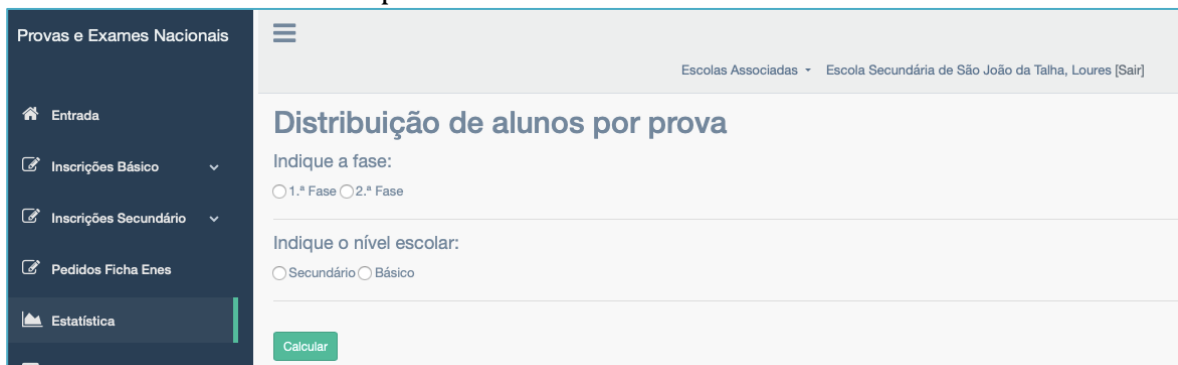 Provas e Exames Nacionais
Escolas Associadas Escola Secundária de São João da Talha, Loures [Sair]
Entrada
Inscrições Básico
Inscrições Secundário
Pedidos Ficha Enes
Estatística
Distribuição de alunos por prova
Indique a fase:
1.ª Fase 2.ª Fase
Indique o nível escolar:
Secundário Básico
Calcular